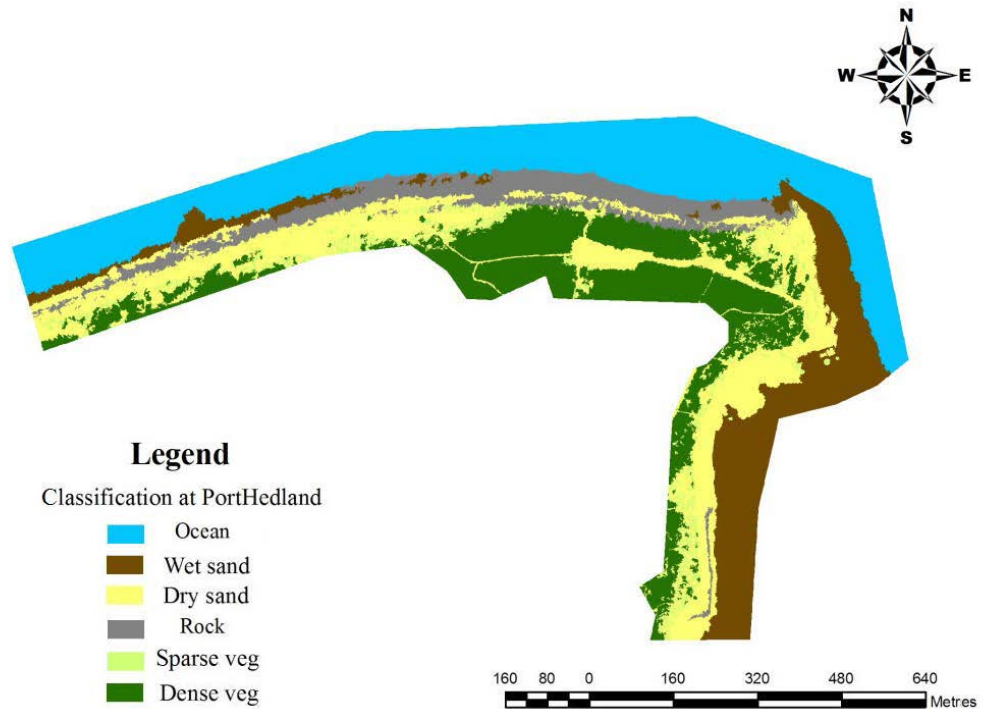 N
W E
S
Legend
Classification at PortHedland
Ocean
Wet sand
Dry sand
Rock
Sparse veg
Dense veg
160 80 0 160 320 480 640
Metres